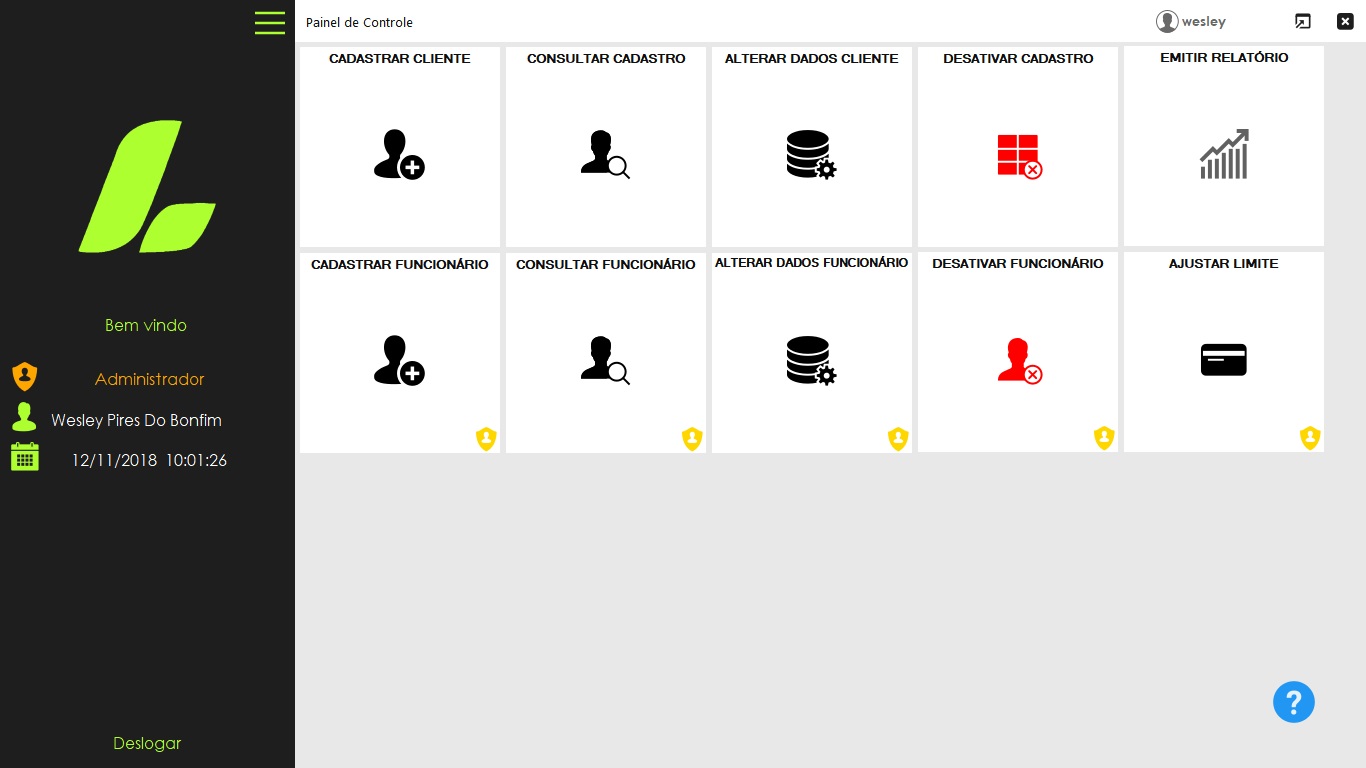 Painel de Controle
wesley
CADASTRAR CLIENTE
CONSULTAR CADASTRO
ALTERAR DADOS CLIENTE
DESATIVAR CADASTRO
EMITIR RELATÓRIO
CADASTRAR FUNCIONÁRIO
CONSULTAR FUNCIONÁRIO
ALTERAR DADOS FUNCIONÁRIO
DESATIVAR FUNCIONÁRIO
AJUSTAR LIMITE
Bem vindo
Administrador
Wesley Pires Do Bonfim
12/11/2018 10:01:26
Deslogar
?